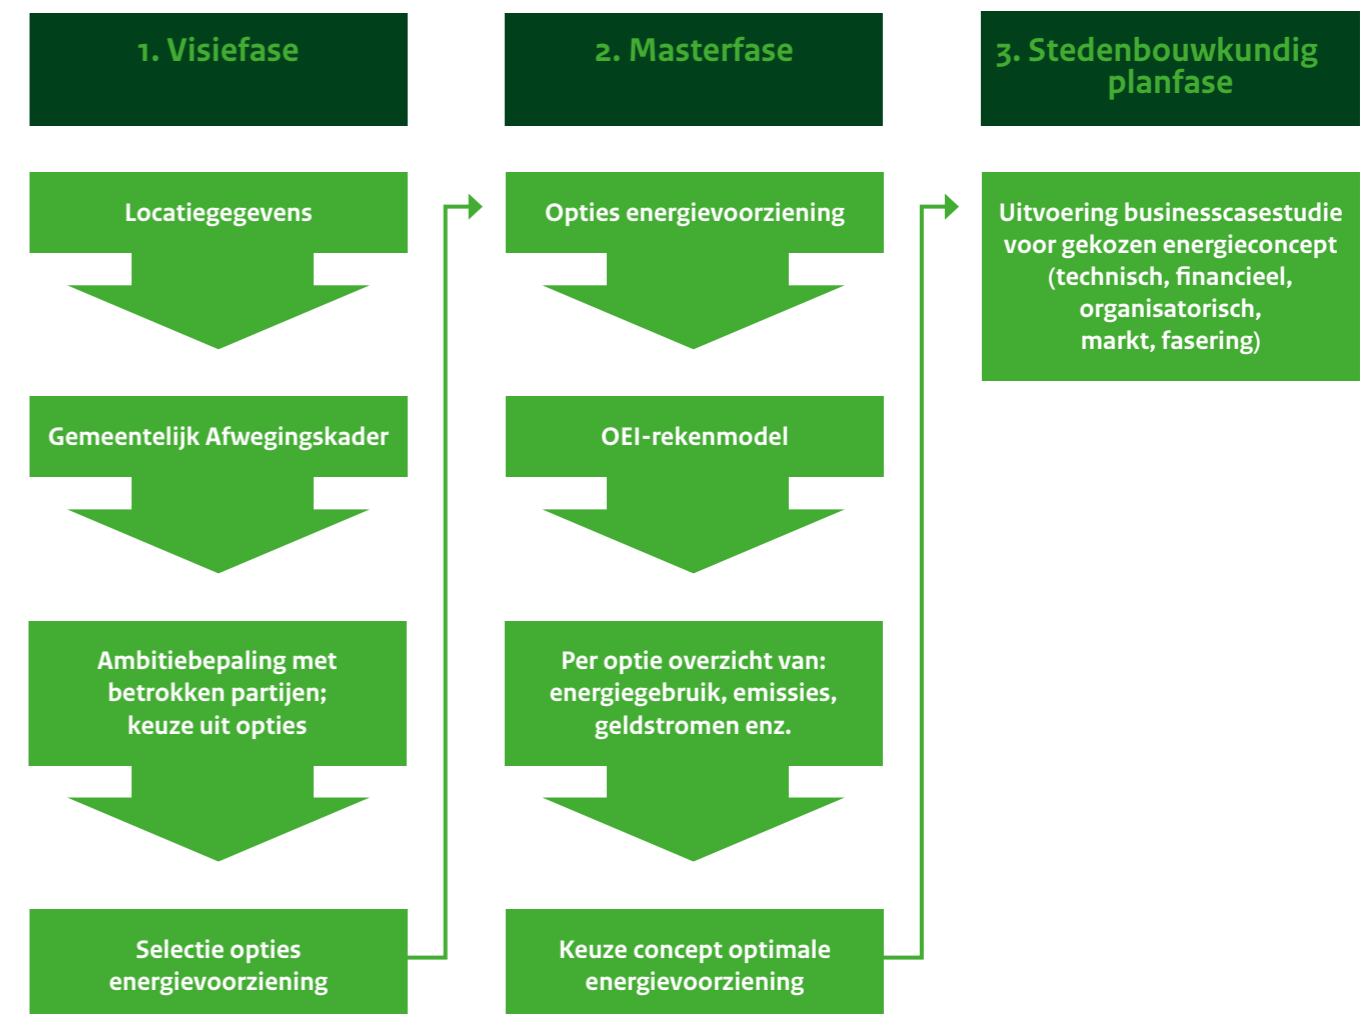 1. Visiefase
Locatiegegevens
Gemeentelijk Afwegingskader
Ambitiebepaling met
betrokken partijen;
keuze uit opties
Selectie opties
energievoorziening
2. Masterfase
Opties energievoorziening
OEI-rekenmodel
Per optie overzicht van:
energiegebruik, emissies,
geldstromen enz.
Keuze concept optimale
energievoorziening
3. Stedenbouwkundig
planfase
Uitvoering businesscasestudie
voor gekozen energieconcept
(technisch, financieel,
organisatorisch,
markt, fasering)